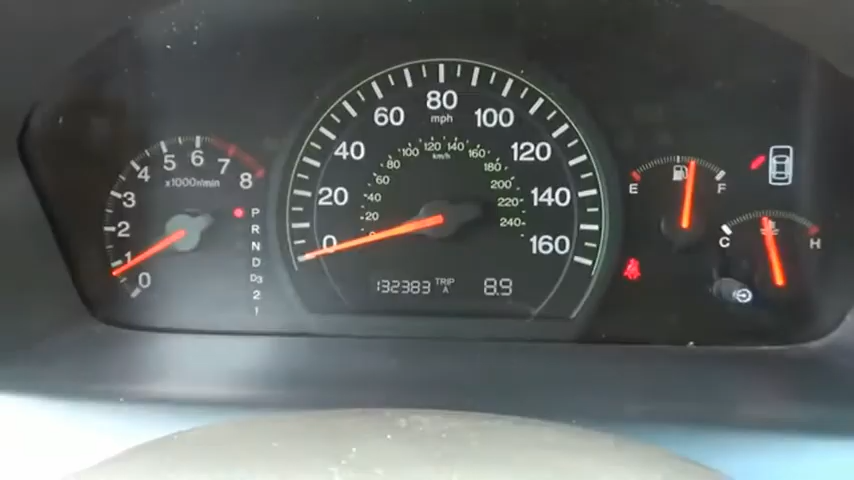 0 1 2 3 4 5 6 7 8
x1000r/min
P
R
N
D
D3
2
1
0 20 40 60 80 100 120 140 160
mph
0 20 40 60 80 100 120 140 160 180 200 220 240
km/h
132383 TRIP A 8.9
E F
C H